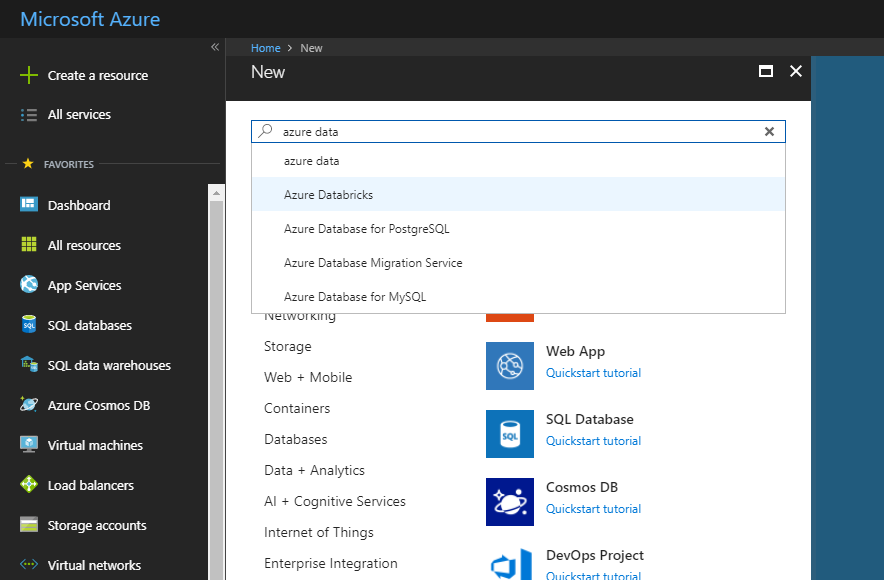 Microsoft Azure
Create a resource
All services
FAVORITES
Dashboard
All resources
App Services
SQL databases
SQL data warehouses
Azure Cosmos DB
Virtual machines
Load balancers
Storage accounts
Virtual networks
Home > New
New
azure data
azure data
Azure Databricks
Azure Database for PostgreSQL
Azure Database Migration Service
Azure Database for MySQL
Networking
Storage
Web + Mobile
Containers
Databases
Data + Analytics
AI + Cognitive Services
Internet of Things
Enterprise Integration
Web App
Quickstart tutorial
SQL
SQL Database
Quickstart tutorial
Cosmos DB
Quickstart tutorial
DevOps Project
Quickstart tutorial